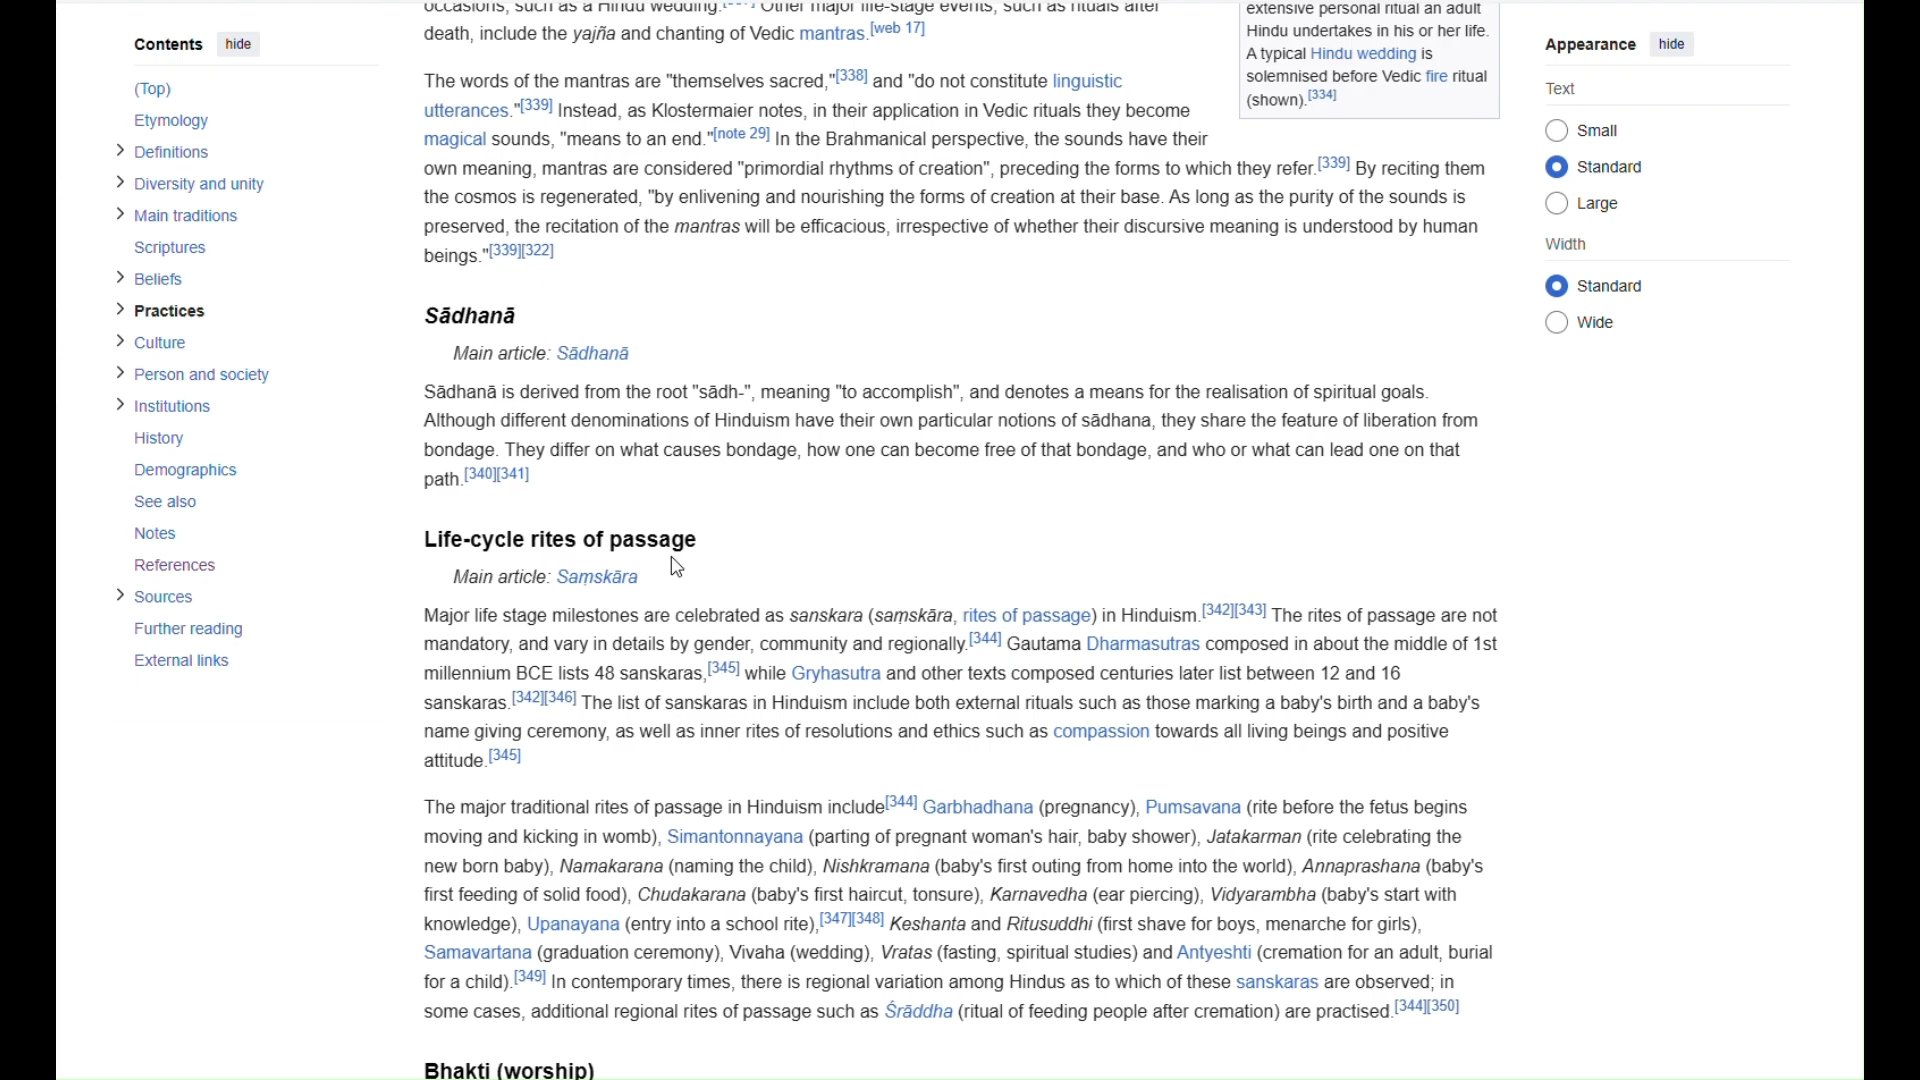 Contents hide
(Top)
Etymology
Definitions
Diversity and unity
Main traditions
Scriptures
Beliefs
Practices
Culture
Person and society
Institutions
History
Demographics
See also
Notes
References
Sources
Further reading
External links
death, include the yajña and chanting of Vedic mantras.[web 17]
The words of the mantras are "themselves sacred,"[338] and "do not constitute linguistic
utterances."[339] Instead, as Klostermaier notes, in their application in Vedic rituals they become
magical sounds, "means to an end."[note 29] In the Brahmanical perspective, the sounds have their
own meaning, mantras are considered "primordial rhythms of creation", preceding the forms to which they refer.[339] By reciting them
the cosmos is regenerated, "by enlivening and nourishing the forms of creation at their base. As long as the purity of the sounds is
preserved, the recitation of the mantras will be efficacious, irrespective of whether their discursive meaning is understood by human
beings."[339][322]
Sādhanā
Main article: Sādhanā
Sādhanā is derived from the root "sādh-", meaning "to accomplish", and denotes a means for the realisation of spiritual goals.
Although different denominations of Hinduism have their own particular notions of sādhana, they share the feature of liberation from
bondage. They differ on what causes bondage, how one can become free of that bondage, and who or what can lead one on that
path.[340][341]
Life-cycle rites of passage
Main article: Saṃskāra
Major life stage milestones are celebrated as sanskara (saṃskāra, rites of passage) in Hinduism.[342][343] The rites of passage are not
mandatory, and vary in details by gender, community and regionally.[344] Gautama Dharmasutras composed in about the middle of 1st
millennium BCE lists 48 sanskaras,[345] while Gryhasutra and other texts composed centuries later list between 12 and 16
sanskaras.[342][346] The list of sanskaras in Hinduism include both external rituals such as those marking a baby's birth and a baby's
name giving ceremony, as well as inner rites of resolutions and ethics such as compassion towards all living beings and positive
attitude.[345]
The major traditional rites of passage in Hinduism include[344] Garbhadhana (pregnancy), Pumsavana (rite before the fetus begins
moving and kicking in womb), Simantonnayana (parting of pregnant woman's hair, baby shower), Jatakarman (rite celebrating the
new born baby), Namakarana (naming the child), Nishkramana (baby's first outing from home into the world), Annaprashana (baby's
first feeding of solid food), Chudakarana (baby's first haircut, tonsure), Karnavedha (ear piercing), Vidyarambha (baby's start with
knowledge), Upanayana (entry into a school rite),[347][348] Keshanta and Ritusuddhi (first shave for boys, menarche for girls),
Samavartana (graduation ceremony), Vivaha (wedding), Vratas (fasting, spiritual studies) and Antyeshti (cremation for an adult, burial
for a child).[349] In contemporary times, there is regional variation among Hindus as to which of these sanskaras are observed; in
some cases, additional regional rites of passage such as Śrāddha (ritual of feeding people after cremation) are practised.[344][350]
Bhakti (worship)
extensive personal ritual an adult
Hindu undertakes in his or her life.
A typical Hindu wedding is
solemnised before Vedic fire ritual
(shown).[334]
Appearance hide
Text
Small
Standard
Large
Width
Standard
Wide